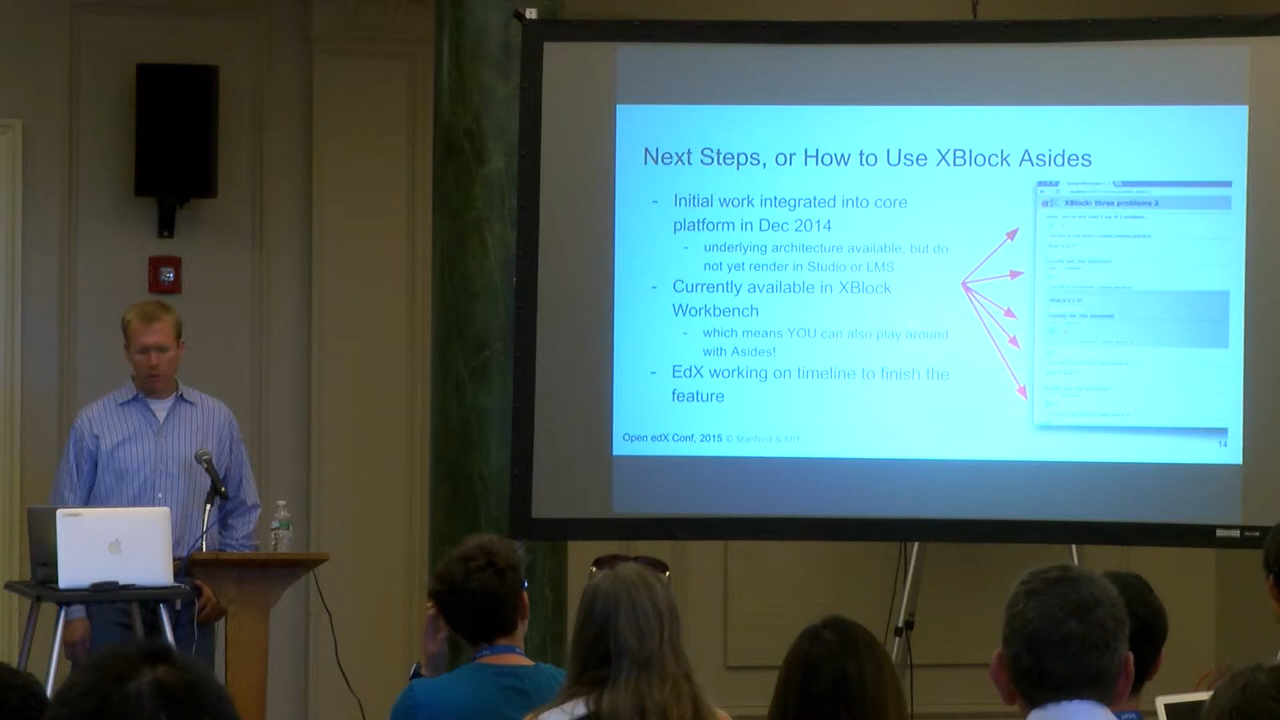 Next Steps, or How to Use XBlock Asides
- Initial work integrated into core
platform in Dec 2014
- underlying architecture available, but do
not yet render in Studio or LMS
- Currently available in XBlock
Workbench
- which means YOU can also play around
with Asides!
- EdX working on timeline to finish the
feature
Open edX Conf, 2015 © Stanford & MIT
14
edX XBlock: three problems 2